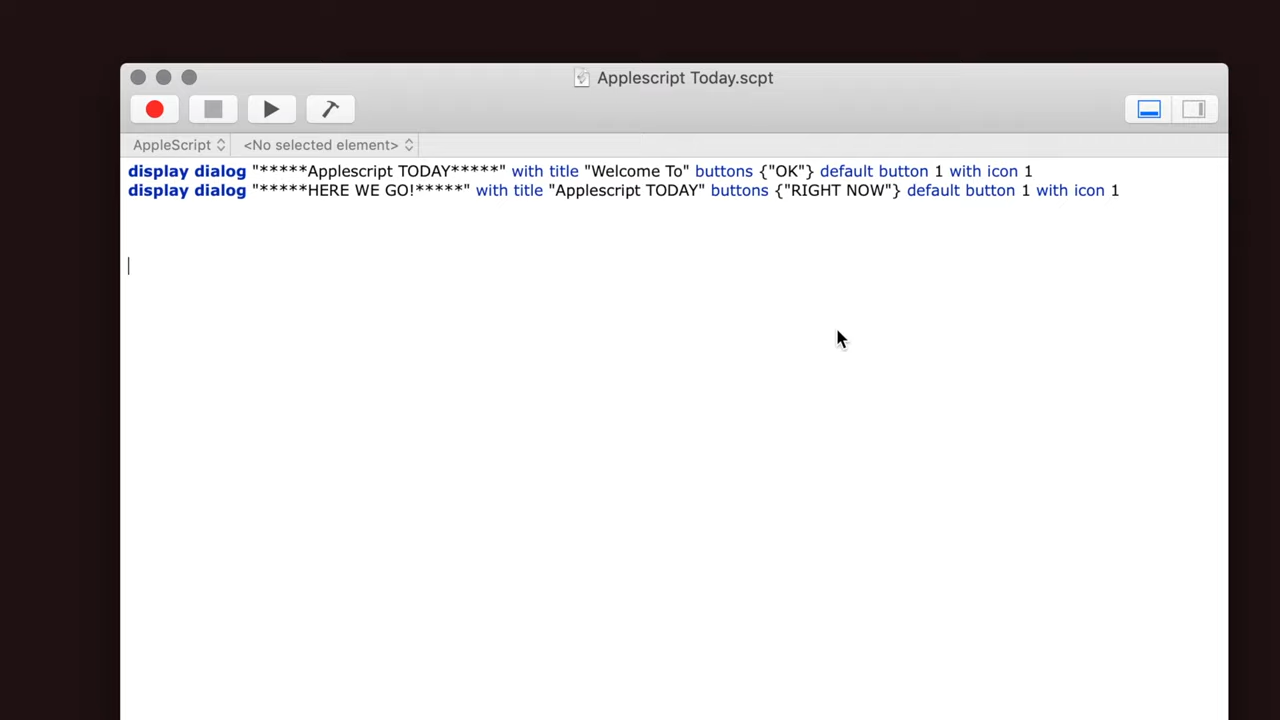 Applescript Today.scpt
AppleScript <No selected element>
display dialog "*****Applescript TODAY*****" with title "Welcome To" buttons {"OK"} default button 1 with icon 1
display dialog "*****HERE WE GO!*****" with title "Applescript TODAY" buttons {"RIGHT NOW"} default button 1 with icon 1